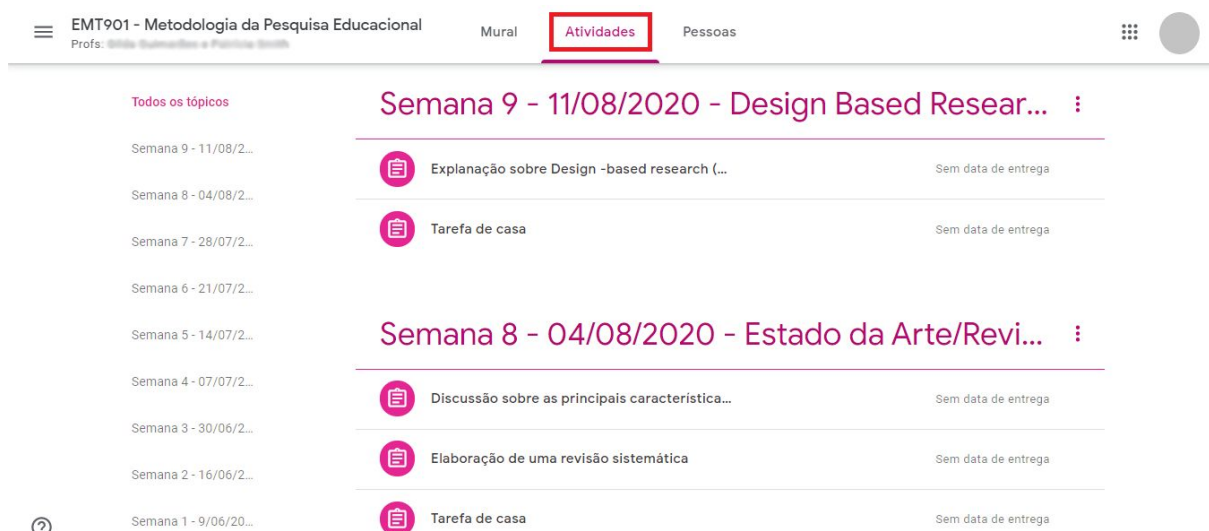 EMT901 - Metodologia da Pesquisa Educacional
Profs:
Mural
Atividades
Pessoas
Todos os tópicos
Semana 9 - 11/08/2...
Semana 8 - 04/08/2...
Semana 7 - 28/07/2...
Semana 6 - 21/07/2...
Semana 5 - 14/07/2...
Semana 4 - 07/07/2...
Semana 3 - 30/06/2...
Semana 2 - 16/06/2...
Semana 1 - 9/06/20...
Semana 9 - 11/08/2020 - Design Based Resear...
Explanação sobre Design -based research (...
Sem data de entrega
Tarefa de casa
Sem data de entrega
Semana 8 - 04/08/2020 - Estado da Arte/Revi...
Discussão sobre as principais característica...
Sem data de entrega
Elaboração de uma revisão sistemática
Sem data de entrega
Tarefa de casa
Sem data de entrega